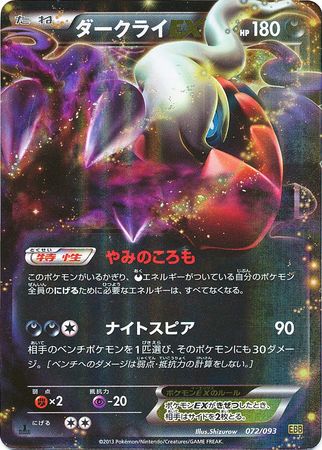 たね ダークライEX HP180
とくせい
特性 やみのころも
このポケモンがいるかぎり、エネルギーがついている自分のポケモン
全員のにげるために必要なエネルギーは、すべてなくなる。
ナイトスピア 90
相手のベンチポケモンを1匹選び、そのポケモンにも30ダメ
ージ。[ベンチへのダメージは弱点・抵抗力の計算をしない。]
弱点 抵抗力 ポケモンEXのルール
×2 -20 ポケモンEXがきぜつしたとき、
相手はサイドを2枚とる。
にげる Illus.Shizurow 072/093 EBB
©2013 Pokémon/Nintendo/Creatures/GAME FREAK.